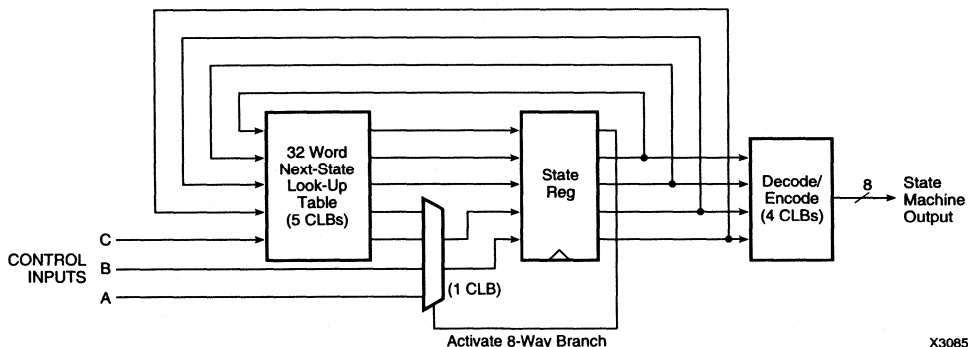 32 Word
Next-State
Look-Up
Table
(5 CLBs)
State
Reg
Decode/
Encode
(4 CLBs)
8
State
Machine
Output
CONTROL
INPUTS
C
B
A
(1 CLB)
Activate 8-Way Branch
X3085